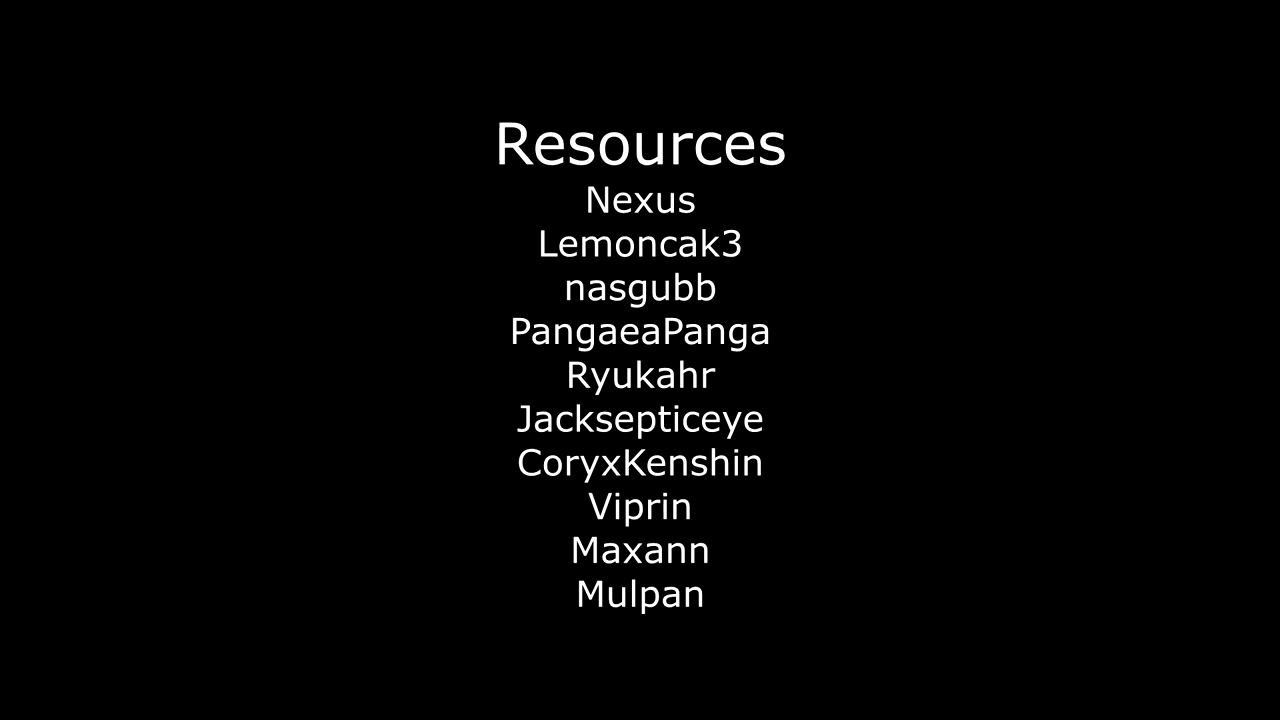 Resources
Nexus
Lemoncak3
nasgubb
PangaeaPanga
Ryukahr
Jacksepticeye
CoryxKenshin
Viprin
Maxann
Mulpan